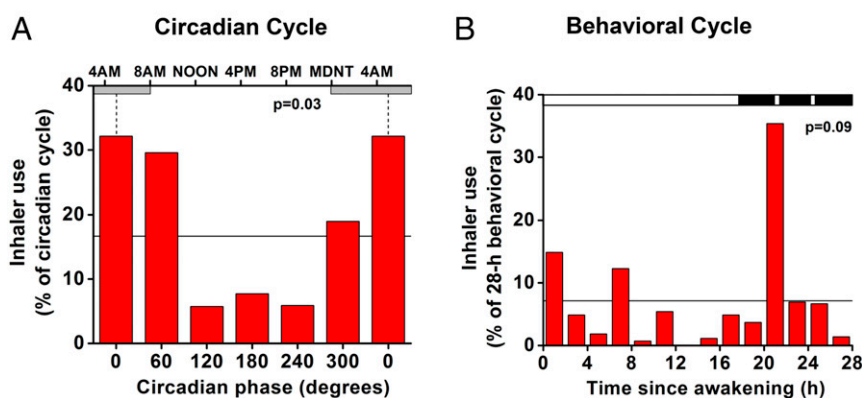 A
Circadian Cycle
4AM 8AM NOON 4PM 8PM MDNT 4AM
40
30
20
10
0
p=0.03
Inhaler use
(% of circadian cycle)
0 60 120 180 240 300 0
Circadian phase (degrees)
B
Behavioral Cycle
40
30
20
10
0
p=0.09
Inhaler use
(% of 28-h behavioral cycle)
0 4 8 12 16 20 24 28
Time since awakening (h)